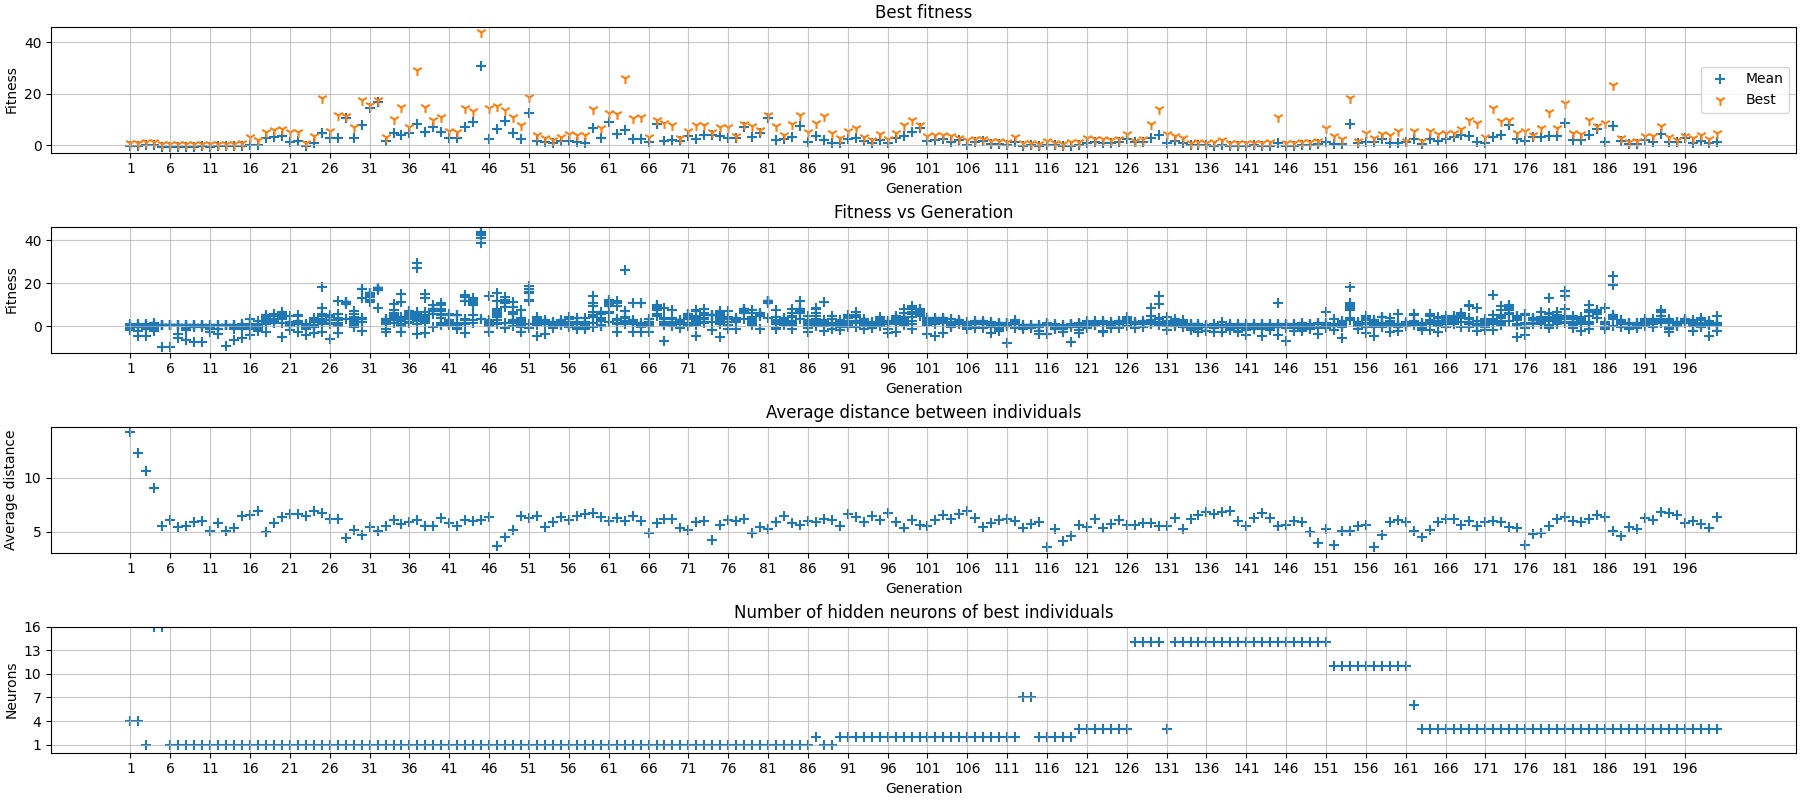 Best fitness
Fitness
40
20
0
Mean
Best
1 6 11 16 21 26 31 36 41 46 51 56 61 66 71 76 81 86 91 96 101 106 111 116 121 126 131 136 141 146 151 156 161 166 171 176 181 186 191 196
Generation
Fitness vs Generation
Fitness
40
20
0
1 6 11 16 21 26 31 36 41 46 51 56 61 66 71 76 81 86 91 96 101 106 111 116 121 126 131 136 141 146 151 156 161 166 171 176 181 186 191 196
Generation
Average distance between individuals
Average distance
10
5
1 6 11 16 21 26 31 36 41 46 51 56 61 66 71 76 81 86 91 96 101 106 111 116 121 126 131 136 141 146 151 156 161 166 171 176 181 186 191 196
Generation
Number of hidden neurons of best individuals
Neurons
16
13
10
7
4
1
1 6 11 16 21 26 31 36 41 46 51 56 61 66 71 76 81 86 91 96 101 106 111 116 121 126 131 136 141 146 151 156 161 166 171 176 181 186 191 196
Generation